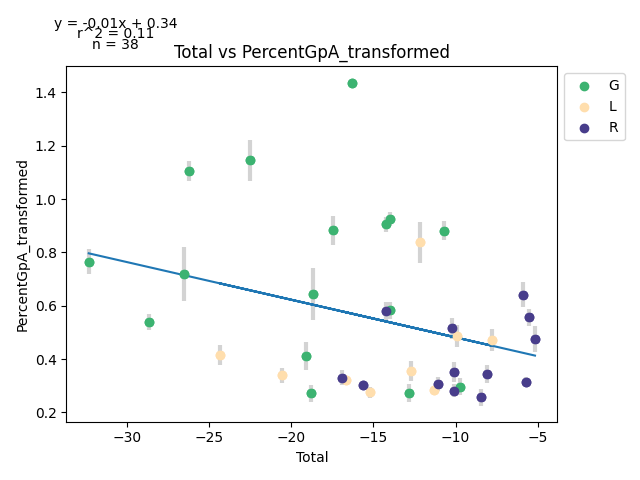 y = -0.01x + 0.34
r^2 = 0.11
n = 38
Total vs PercentGpA_transformed
G
L
R
PercentGpA_transformed
1.4
1.2
1.0
0.8
0.6
0.4
0.2
−30 −25 −20 −15 −10 −5
Total